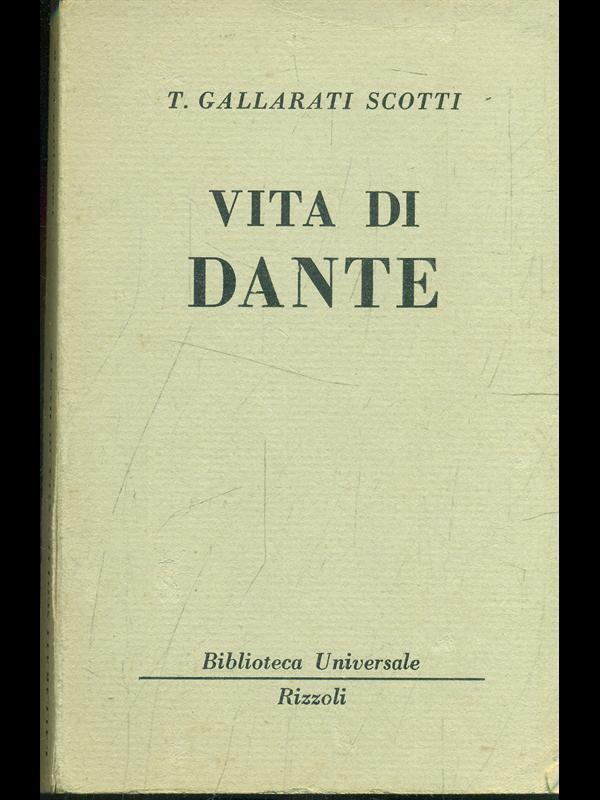 T. GALLARATI SCOTTI
VITA DI
DANTE
Biblioteca Universale
Rizzoli